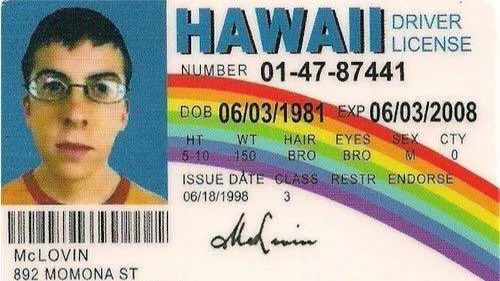 HAWAII DRIVER LICENSE
NUMBER 01-47-87441
DOB 06/03/1981 EXP 06/03/2008
HT WT HAIR EYES SEX CTY
5-10 150 BRO BRO M 0
ISSUE DATE CLASS RESTR ENDORSE
06/18/1998 3
McLovin
McLOVIN
892 MOMONA ST